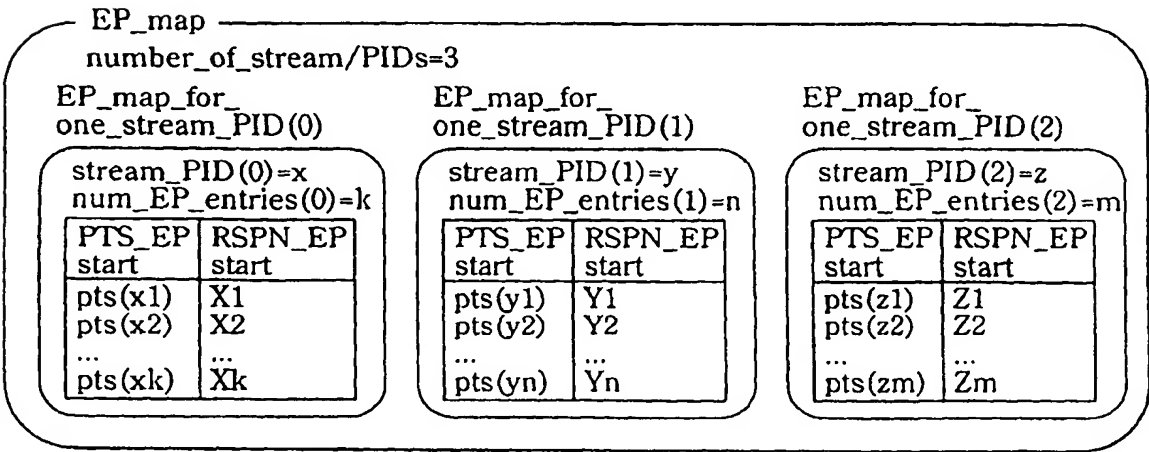 EP_map
number_of_stream/PIDs=3
EP_map_for_
one_stream_PID(0)
stream_PID(0)=x
num_EP_entries(0)=k
PTS_EP RSPN_EP
start start
pts(x1) X1
pts(x2) X2
... ...
pts(xk) Xk
EP_map_for_
one_stream_PID(1)
stream_PID(1)=y
num_EP_entries(1)=n
PTS_EP RSPN_EP
start start
pts(y1) Y1
pts(y2) Y2
... ...
pts(yn) Yn
EP_map_for_
one_stream_PID(2)
stream_PID(2)=z
num_EP_entries(2)=m
PTS_EP RSPN_EP
start start
pts(z1) Z1
pts(z2) Z2
... ...
pts(zm) Zm